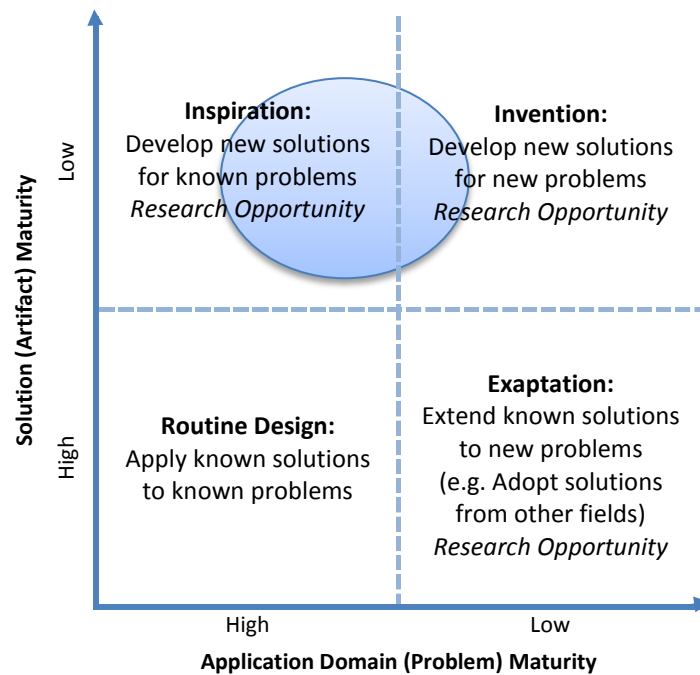 Inspiration:
Develop new solutions
for known problems
Research Opportunity
Invention:
Develop new solutions
for new problems
Research Opportunity
Routine Design:
Apply known solutions
to known problems
Exaptation:
Extend known solutions
to new problems
(e.g. Adopt solutions
from other fields)
Research Opportunity
Solution (Artifact) Maturity
Low
High
High
Low
Application Domain (Problem) Maturity